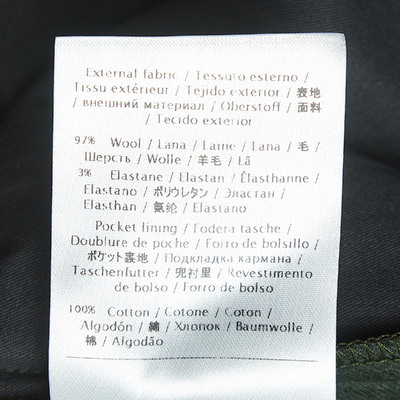 External fabric / Tessuto esterno /
Tissu extérieur / Tejido exterior / 表地
/ внешний материал / Oberstoff / 面料
/ Tecido exterior
97% Wool / Lana / Laine / Lana / 毛 /
Шерсть / Wolle / 羊毛 / Lã
3% Elastane / Elastan / Élasthanne /
Elastano / ポリウレタン / Эластан /
Elasthan / 氨纶 / Elastano
Pocket lining / Fodera tasche /
Doublure de poche / Forro de bolsillo /
ポケット裏地 / Подкладка кармана /
Taschenfutter / 兜衬里 / Revestimento
de bolso / Forro de bolso
100% Cotton / Cotone / Coton /
Algodón / 綿 / Хлопок / Baumwolle /
棉 / Algodão